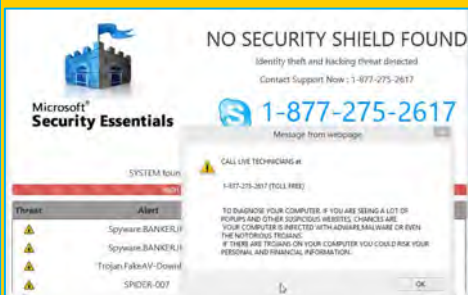 NO SECURITY SHIELD FOUND
Identity theft and hacking threat detected
Contact Support Now : 1-877-275-2617
1-877-275-2617
Microsoft®
Security Essentials
Message from webpage
CALL LIVE TECHNICIANS at
1-877-275-2617 (TOLL FREE)
TO DIAGNOSE YOUR COMPUTER. IF YOU ARE SEEING A LOT OF
POPUPS AND OTHER SUSPICIOUS WEBSITES, CHANCES ARE
YOUR COMPUTER IS INFECTED WITH ADWARE,MALWARE OR EVEN
THE NOTORIOUS TROJANS.
IF THERE ARE TROJANS ON YOUR COMPUTER YOU COULD RISK YOUR
PERSONAL AND FINANCIAL INFORMATION.
OK
SYSTEM foun
Threat Alert
Spyware.BANKER.I
Spyware.BANKER.I
Trojan.FakeAV-Downl
SPIDER-007